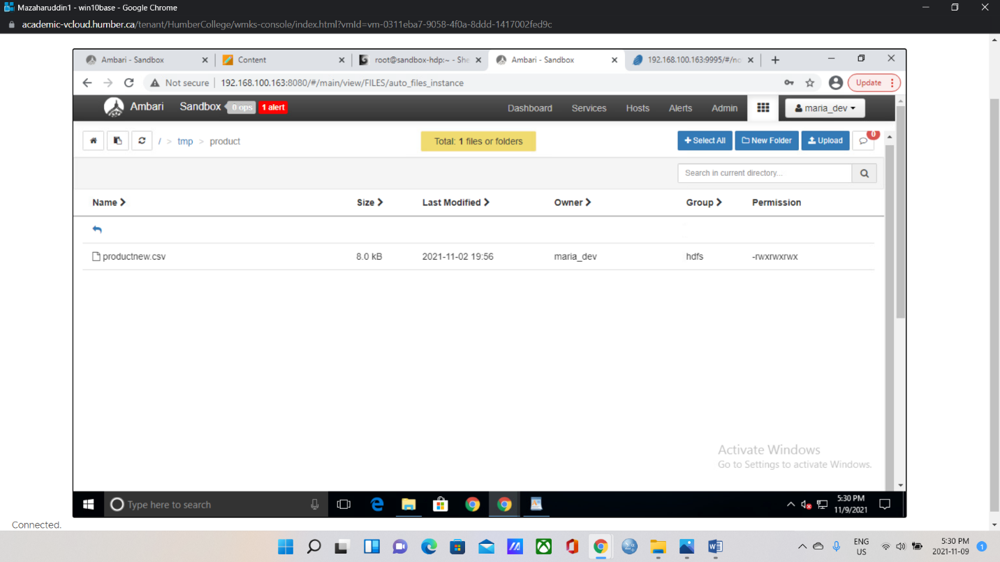 Mazaharuddin1 - win10base - Google Chrome
academic-vcloud.humber.ca/tenant/HumberCollege/wmks-console/index.html?vmId=vm-0311eba7-9058-4f0a-8ddd-1417002fed9c
Ambari - Sandbox
Content
root@sandbox-hdp:~ - She
Ambari - Sandbox
192.168.100.163:9995/#/no
Not secure
192.168.100.163:8080/#/main/view/FILES/auto_files_instance
Update
Ambari
Sandbox
0 ops
1 alert
Dashboard
Services
Hosts
Alerts
Admin
maria_dev
/ > tmp > product
Total: 1 files or folders
Select All
New Folder
Upload
0
Search in current directory...
Name
Size
Last Modified
Owner
Group
Permission
productnew.csv
8.0 kB
2021-11-02 19:56
maria_dev
hdfs
-rwxrwxrwx
Activate Windows
Go to Settings to activate Windows.
Type here to search
5:30 PM
11/9/2021
Connected.
ENG
US
5:30 PM
2021-11-09
1